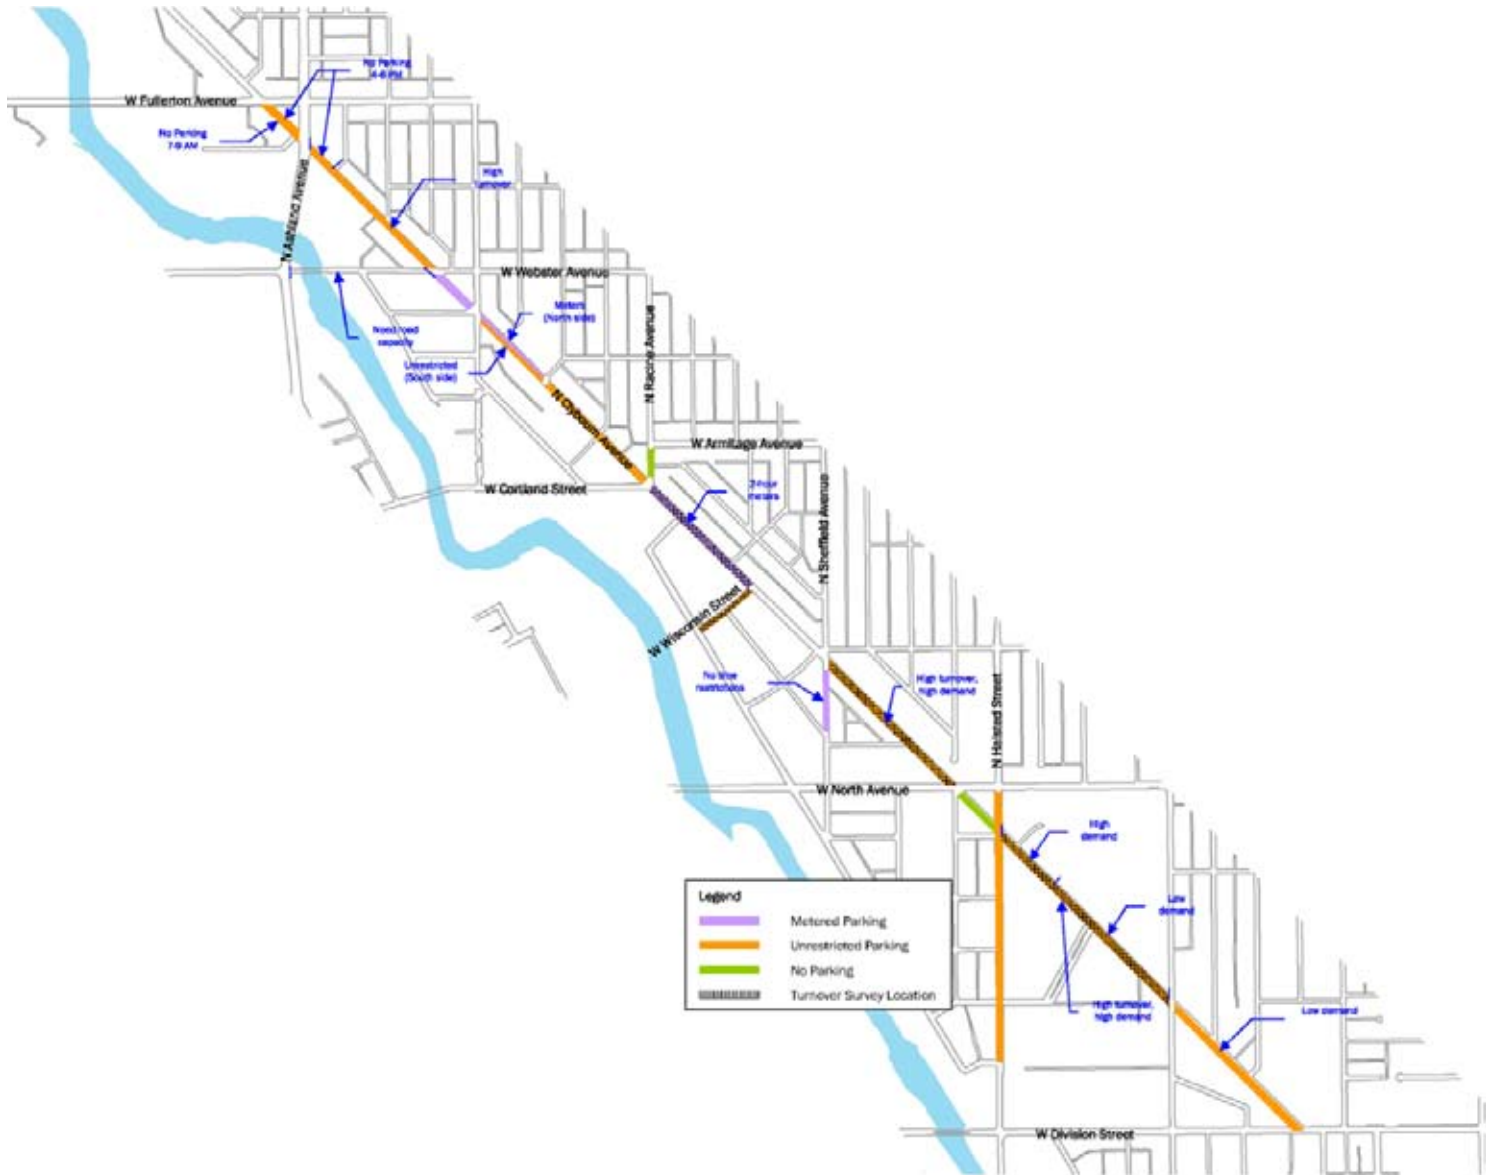 No Parking
4-6 PM
W Fullerton Avenue
No Parking
7-9 AM
High
Turnover
N Ashland Avenue
W Webster Avenue
Meters
(North side)
Need road
capacity
N Racine Avenue
Unrestricted
(South side)
N Clybourn Avenue
W Armitage Avenue
W Cortland Street
2-hour
meters
N Sheffield Avenue
W Wisconsin Street
No time
restrictions
High turnover,
high demand
N Halsted Street
W North Avenue
High
demand
Legend
Metered Parking
Unrestricted Parking
No Parking
Turnover Survey Location
Low
demand
High turnover,
high demand
Low demand
W Division Street